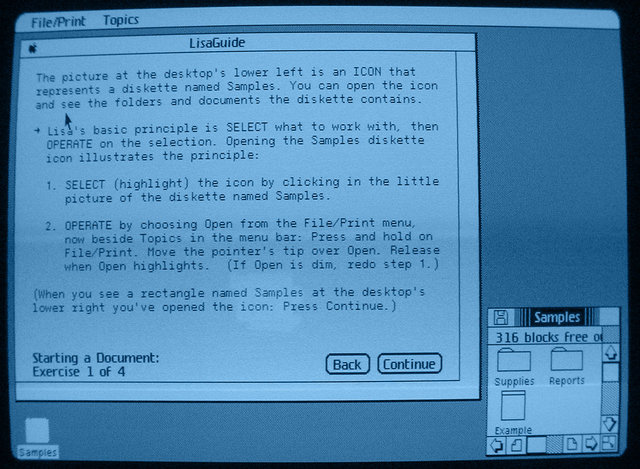 File/Print Topics
LisaGuide
The picture at the desktop's lower left is an ICON that
represents a diskette named Samples. You can open the icon
and see the folders and documents the diskette contains.
→ Lisa's basic principle is SELECT what to work with, then
OPERATE on the selection. Opening the Samples diskette
icon illustrates the principle:
1. SELECT (highlight) the icon by clicking in the little
picture of the diskette named Samples.
2. OPERATE by choosing Open from the File/Print menu,
now beside Topics in the menu bar: Press and hold on
File/Print. Move the pointer's tip over Open. Release
when Open highlights. (If Open is dim, redo step 1.)
(When you see a rectangle named Samples at the desktop's
lower right you've opened the icon: Press Continue.)
Starting a Document:
Exercise 1 of 4
Back Continue
Samples
316 blocks free
Supplies Reports
Example
Samples